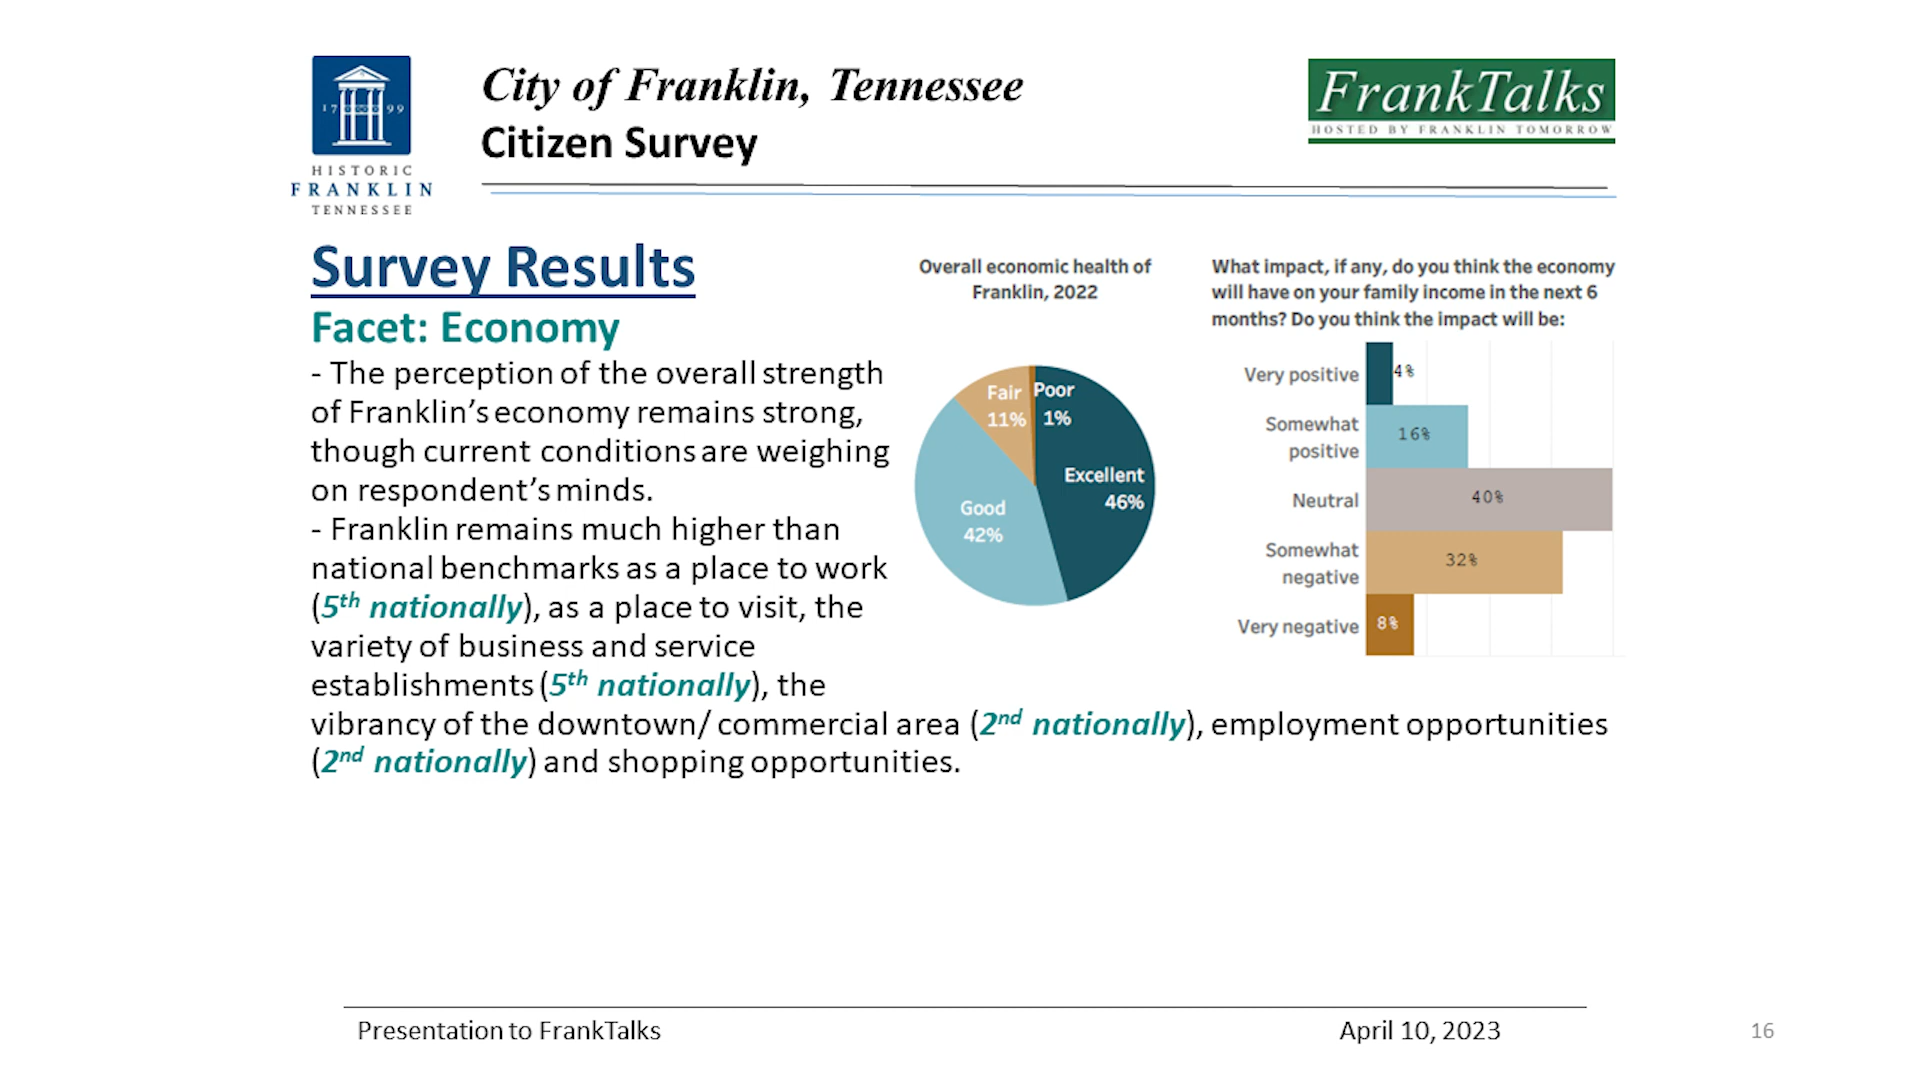 City of Franklin, Tennessee
Citizen Survey
FrankTalks
HOSTED BY FRANKLIN TOMORROW
1799
HISTORIC
FRANKLIN
TENNESSEE
Survey Results
Facet: Economy
- The perception of the overall strength
of Franklin's economy remains strong,
though current conditions are weighing
on respondent's minds.
- Franklin remains much higher than
national benchmarks as a place to work
(5th nationally), as a place to visit, the
variety of business and service
establishments (5th nationally), the
vibrancy of the downtown/ commercial area (2nd nationally), employment opportunities
(2nd nationally) and shopping opportunities.
Overall economic health of
Franklin, 2022
Fair
11%
Poor
1%
Excellent
46%
Good
42%
What impact, if any, do you think the economy
will have on your family income in the next 6
months? Do you think the impact will be:
Very positive 4%
Somewhat
positive 16%
Neutral 40%
Somewhat
negative 32%
Very negative 8%
Presentation to FrankTalks
April 10, 2023
16